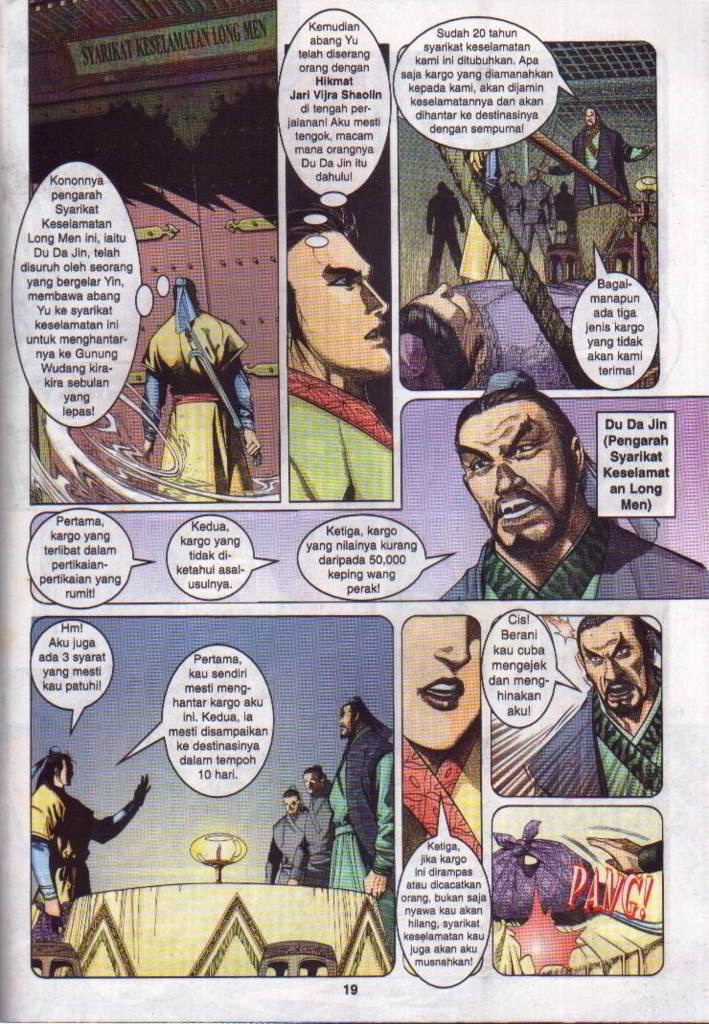 SYARIKAT KESELAMATAN LONG MEN
Kononnya
pengarah
Syarikat
Keselamatan
Long Men ini, iaitu
Du Da Jin, telah
disuruh oleh seorang
yang bergelar Yin,
membawa abang
Yu ke syarikat
keselamatan ini
untuk menghantar-
nya ke Gunung
Wudang kira-
kira sebulan
yang
lepas!
Kemudian
abang Yu
telah diserang
orang dengan
Hikmat
Jari Vijra Shaolin
di tengah per-
jalanan! Aku mesti
tengok, macam
mana orangnya
Du Da Jin itu
dahulu!
Sudah 20 tahun
syarikat keselamatan
kami ini ditubuhkan. Apa
saja kargo yang diamanahkan
kepada kami, akan dijamin
keselamatannya dan akan
dihantar ke destinasinya
dengan sempurna!
Bagai-
manapun
ada tiga
jenis kargo
yang tidak
akan kami
terima!
Du Da Jin
(Pengarah
Syarikat
Keselamat
an Long
Men)
Pertama,
kargo yang
terlibat dalam
pertikaian-
pertikaian yang
rumit!
Kedua,
kargo yang
tidak di-
ketahui asal-
usulnya.
Ketiga, kargo
yang nilainya kurang
daripada 50,000
keping wang
perak!
Hm!
Aku juga
ada 3 syarat
yang mesti
kau patuhi!
Pertama,
kau sendiri
mesti meng-
hantar kargo aku
ini. Kedua, ia
mesti disampaikan
ke destinasinya
dalam tempoh
10 hari.
Ketiga,
jika kargo
ini dirampas
atau dicacatkan
orang, bukan saja
nyawa kau akan
hilang, syarikat
keselamatan kau
juga akan aku
musnahkan!
Cis!
Berani
kau cuba
mengejek
dan meng-
hinakan
aku!
PANG!
19